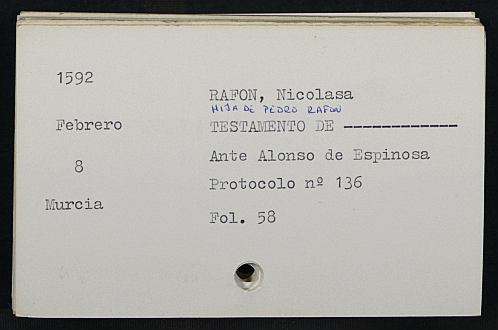 1592
RAFON, Nicolasa
HIJA DE PEDRO RAFON
Febrero
TESTAMENTO DE -------------
8
Ante Alonso de Espinosa
Protocolo nº 136
Murcia
Fol. 58